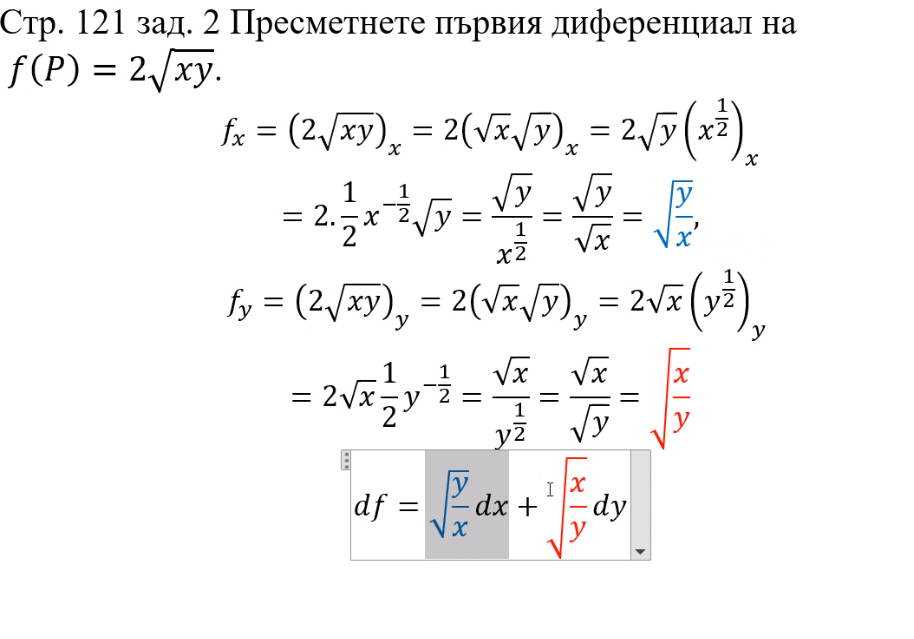 Стр. 121 зад. 2 Пресметнете първия диференциал на
f(P) = 2√(xy).
f_x = (2√(xy))_x = 2(√x√y)_x = 2√y(x^(1/2))_x
= 2.(1/2)x^(-1/2)√y = √y/x^(1/2) = √y/√x = √(y/x),
f_y = (2√(xy))_y = 2(√x√y)_y = 2√x(y^(1/2))_y
= 2√x(1/2)y^(-1/2) = √x/y^(1/2) = √x/√y = √(x/y)
df = √(y/x)dx + √(x/y)dy